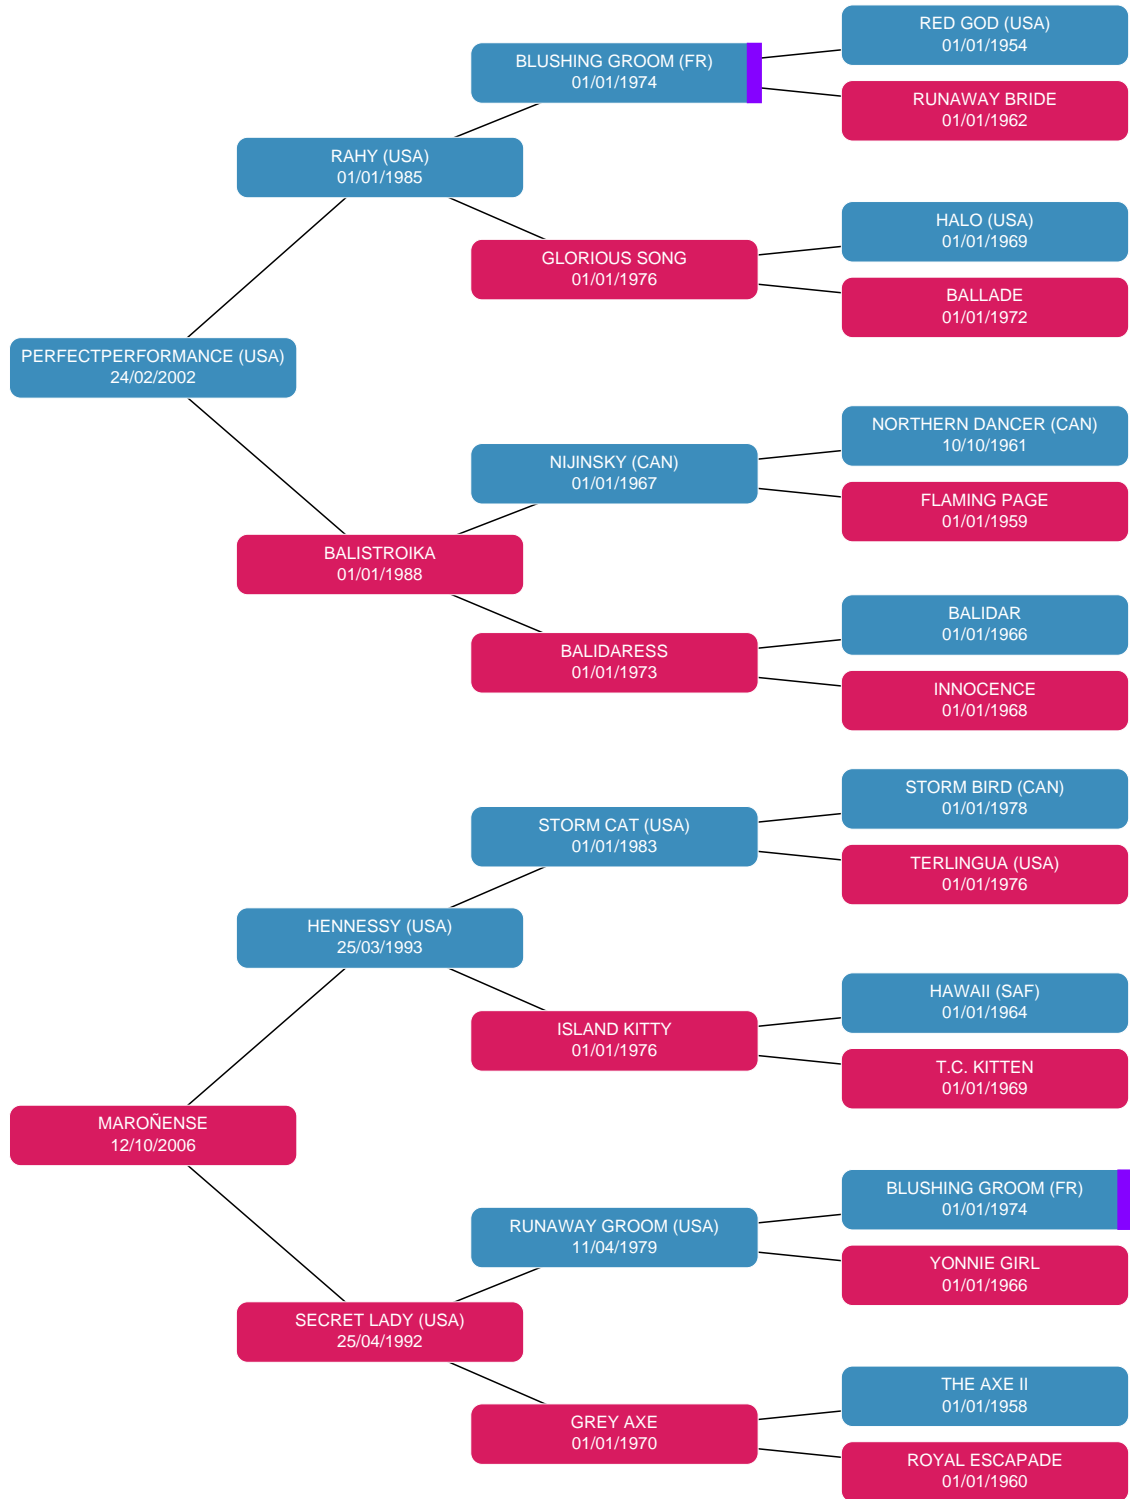 RED GOD (USA)
01/01/1954
BLUSHING GROOM (FR)
01/01/1974
RUNAWAY BRIDE
01/01/1962
RAHY (USA)
01/01/1985
HALO (USA)
01/01/1969
GLORIOUS SONG
01/01/1976
BALLADE
01/01/1972
PERFECTPERFORMANCE (USA)
24/02/2002
NORTHERN DANCER (CAN)
10/10/1961
NIJINSKY (CAN)
01/01/1967
FLAMING PAGE
01/01/1959
BALISTROIKA
01/01/1988
BALIDAR
01/01/1966
BALIDARESS
01/01/1973
INNOCENCE
01/01/1968
STORM BIRD (CAN)
01/01/1978
STORM CAT (USA)
01/01/1983
TERLINGUA (USA)
01/01/1976
HENNESSY (USA)
25/03/1993
HAWAII (SAF)
01/01/1964
ISLAND KITTY
01/01/1976
T.C. KITTEN
01/01/1969
MAROÑENSE
12/10/2006
BLUSHING GROOM (FR)
01/01/1974
RUNAWAY GROOM (USA)
11/04/1979
YONNIE GIRL
01/01/1966
SECRET LADY (USA)
25/04/1992
THE AXE II
01/01/1958
GREY AXE
01/01/1970
ROYAL ESCAPADE
01/01/1960